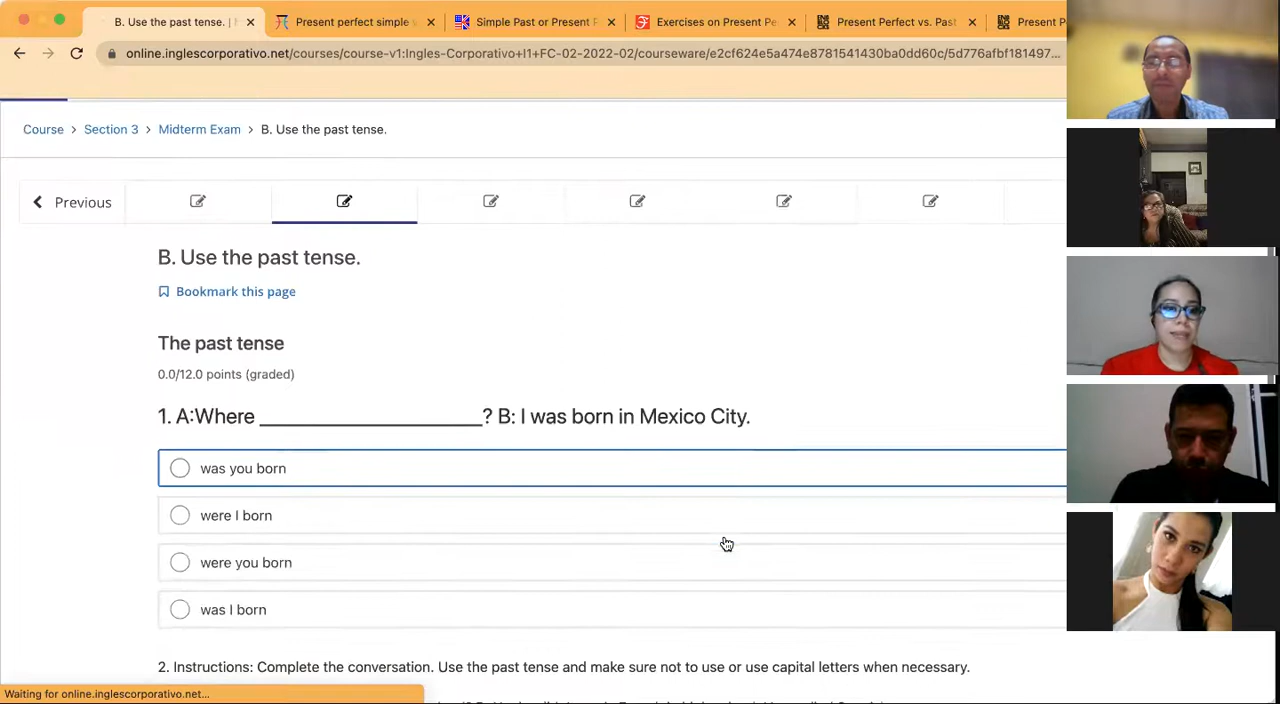 B. Use the past tense. |
Present perfect simple
Simple Past or Present P
Exercises on Present Pe
Present Perfect vs. Past
Present P
online.inglescorporativo.net/courses/course-v1:Ingles-Corporativo+I1+FC-02-2022-02/courseware/e2cf624e5a474e8781541430ba0dd60c/5d776afbf181497...
Course > Section 3 > Midterm Exam > B. Use the past tense.
Previous
B. Use the past tense.
Bookmark this page
The past tense
0.0/12.0 points (graded)
1. A:Where ____________________? B: I was born in Mexico City.
was you born
were I born
were you born
was I born
2. Instructions: Complete the conversation. Use the past tense and make sure not to use or use capital letters when necessary.
Waiting for online.inglescorporativo.net...